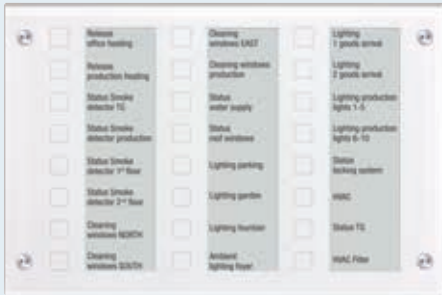 Release
office heating
Release
production heating
Status Smoke
detector TG
Status Smoke
detector production
Status Smoke
detector 1st floor
Status Smoke
detector 2nd floor
Cleaning
windows NORTH
Cleaning
windows SOUTH
Cleaning
windows EAST
Cleaning windows
production
Status
water supply
Status
roof windows
Lighting parking
Lighting garden
Lighting fountain
Ambient
lighting foyer
Lighting
1 goods arrival
Lighting
2 goods arrival
Lighting production
lights 1-5
Lighting production
lights 6-10
Status
locking system
HVAC
Status TG
HVAC Filter